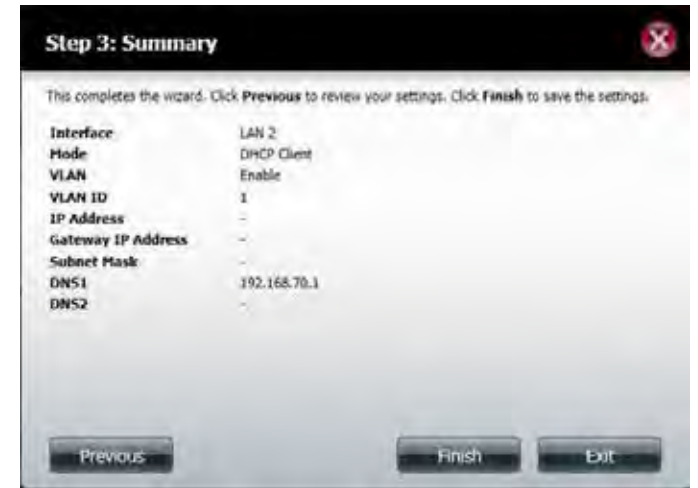 Step 3: Summary
This completes the wizard. Click Previous to review your settings. Click Finish to save the settings.
Interface LAN 2
Mode DHCP Client
VLAN Enable
VLAN ID 1
IP Address -
Gateway IP Address -
Subnet Mask -
DNS1 192.168.70.1
DNS2 -
Previous Finish Exit